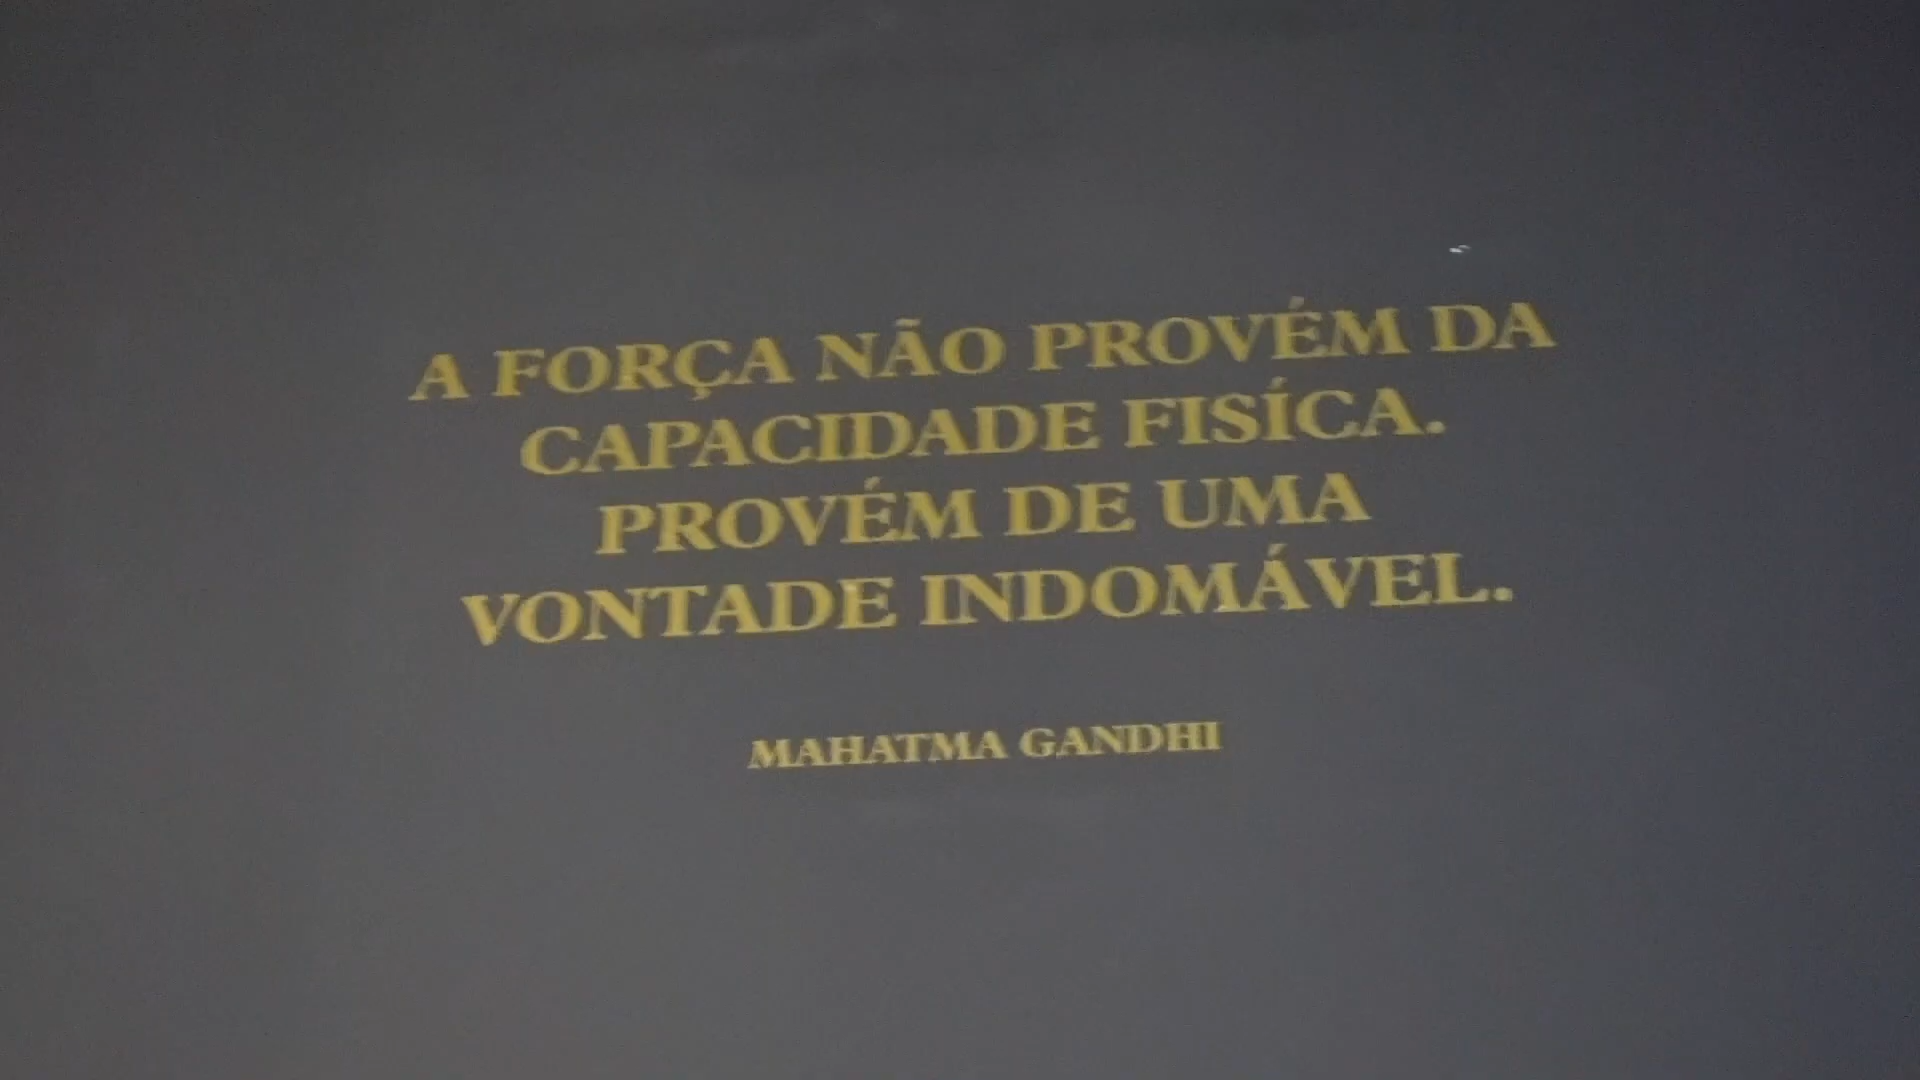 A FORÇA NÃO PROVÉM DA
CAPACIDADE FISÍCA.
PROVÉM DE UMA
VONTADE INDOMÁVEL.
MAHATMA GANDHI